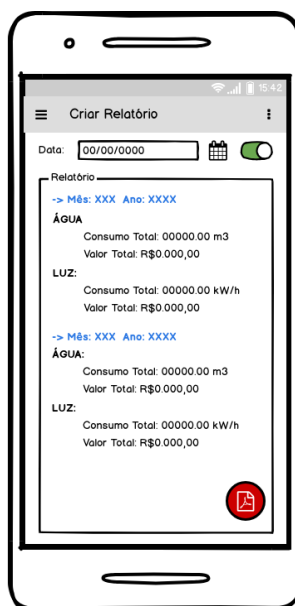 15:42
Criar Relatório
Data: 00/00/0000
Relatório
-> Mês: XXX Ano: XXXX
ÁGUA
Consumo Total: 00000.00 m3
Valor Total: R$0.000,00
LUZ:
Consumo Total: 00000.00 kW/h
Valor Total: R$0.000,00
-> Mês: XXX Ano: XXXX
ÁGUA:
Consumo Total: 00000.00 m3
Valor Total: R$0.000,00
LUZ:
Consumo Total: 00000.00 kW/h
Valor Total: R$0.000,00